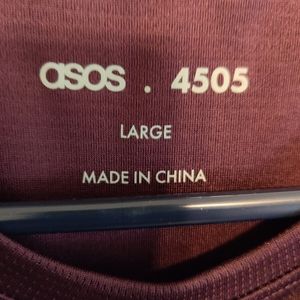 asos . 4505
LARGE
MADE IN CHINA